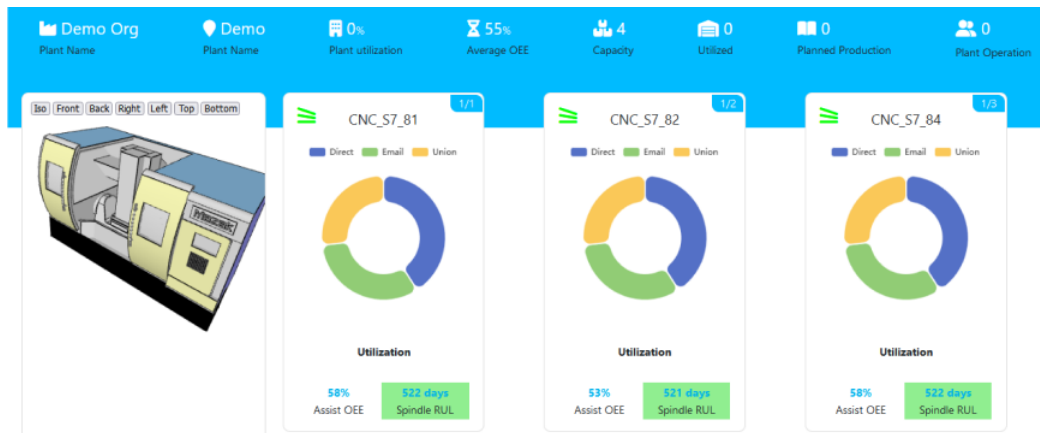 Demo Org
Plant Name
Demo
Plant Name
0%
Plant utilization
55%
Average OEE
4
Capacity
0
Utilized
0
Planned Production
0
Plant Operation
Iso Front Back Right Left Top Bottom
Mazak
1/1
CNC_S7_81
Direct Email Union
Utilization
58%
Assist OEE
522 days
Spindle RUL
1/2
CNC_S7_82
Direct Email Union
Utilization
53%
Assist OEE
521 days
Spindle RUL
1/3
CNC_S7_84
Direct Email Union
Utilization
58%
Assist OEE
522 days
Spindle RUL